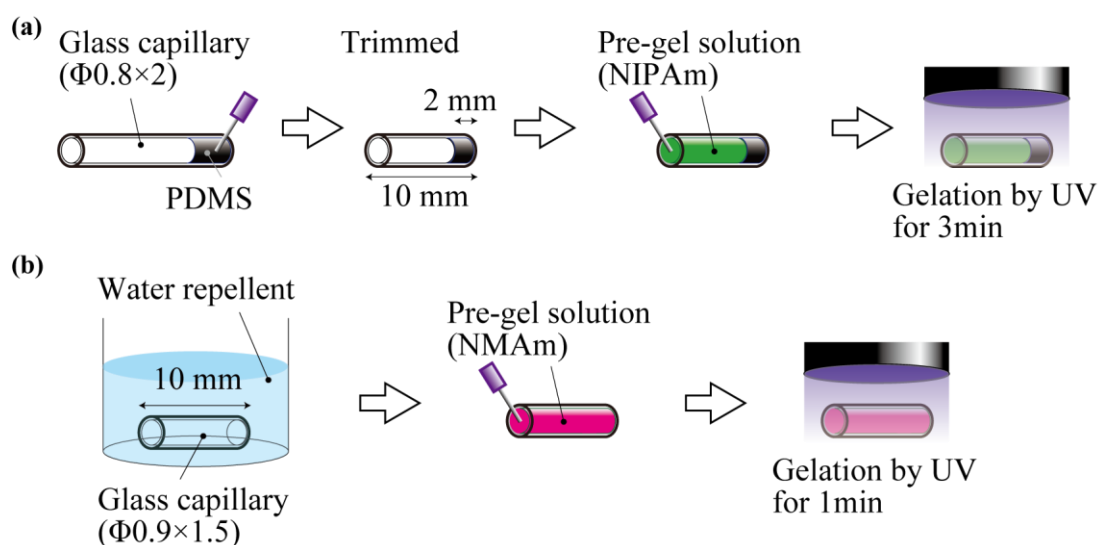 (a)
Glass capillary
(Φ0.8×2)
PDMS
Trimmed
2 mm
10 mm
Pre-gel solution
(NIPAm)
Gelation by UV
for 3min
(b)
Water repellent
10 mm
Glass capillary
(Φ0.9×1.5)
Pre-gel solution
(NMAm)
Gelation by UV
for 1min